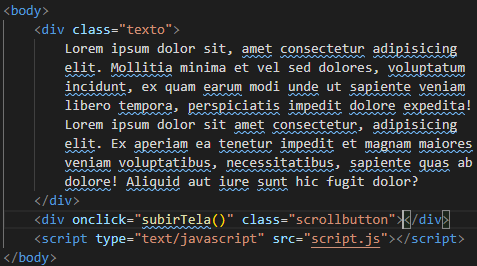 <body>
<div class="texto">
Lorem ipsum dolor sit, amet consectetur adipisicing
elit. Mollitia minima et vel sed dolores, voluptatum
incidunt, ex quam earum modi unde ut sapiente veniam
libero tempora, perspiciatis impedit dolore expedita!
Lorem ipsum dolor sit amet consectetur, adipisicing
elit. Ex aperiam ea tenetur impedit et magnam maiores
veniam voluptatibus, necessitatibus, sapiente quas ab
dolore! Aliquid aut iure sunt hic fugit dolor?
</div>
<div onclick="subirTela()" class="scrollbutton"></div>
<script type="text/javascript" src="script.js"></script>
</body>